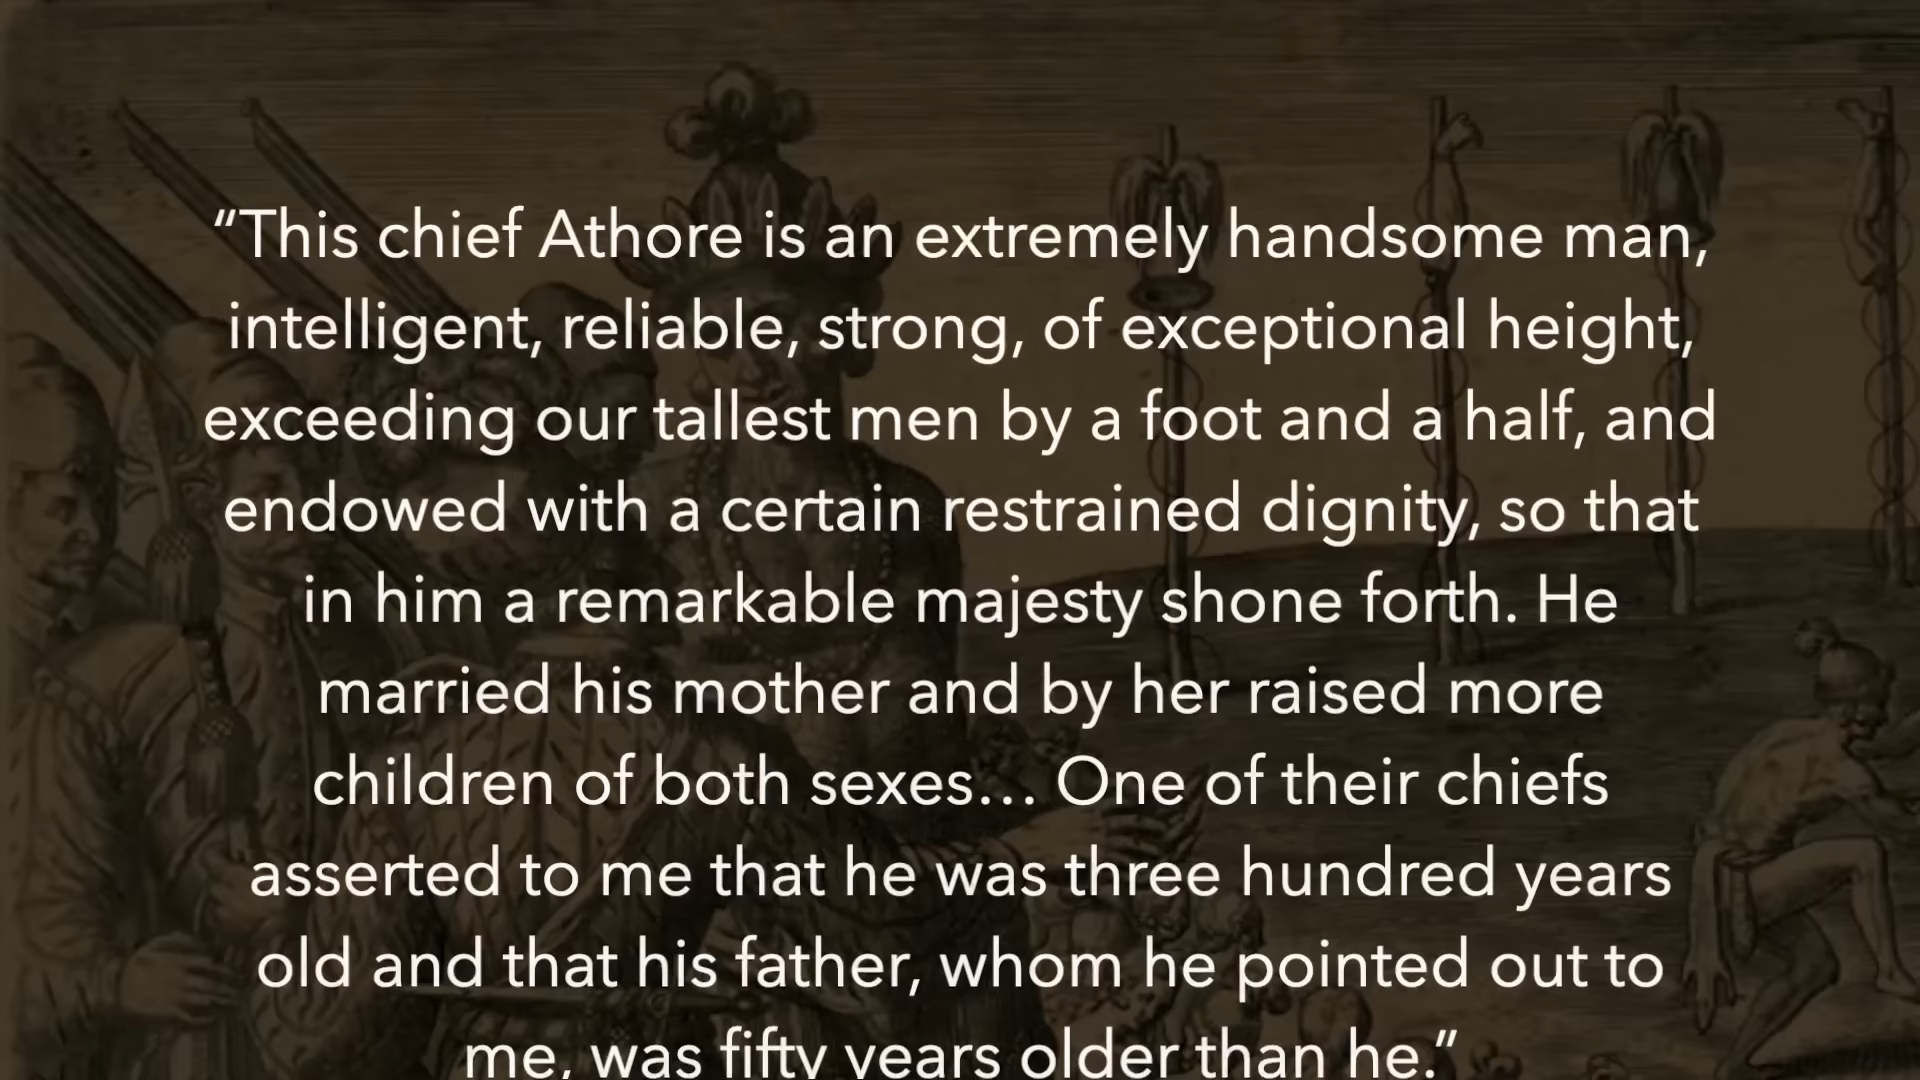 “This chief Athore is an extremely handsome man,
intelligent, reliable, strong, of exceptional height,
exceeding our tallest men by a foot and a half, and
endowed with a certain restrained dignity, so that
in him a remarkable majesty shone forth. He
married his mother and by her raised more
children of both sexes… One of their chiefs
asserted to me that he was three hundred years
old and that his father, whom he pointed out to
me, was fifty years older than he.”